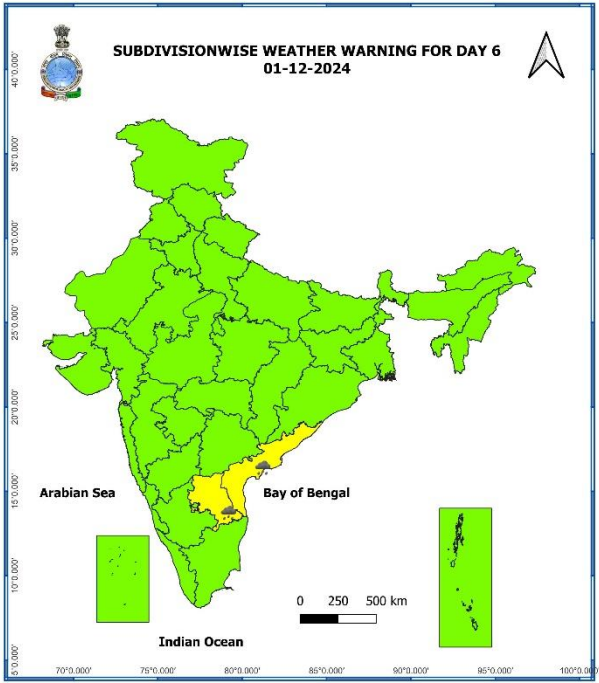 SUBDIVISIONWISE WEATHER WARNING FOR DAY 6
01-12-2024
40°0.000'
35°0.000'
30°0.000'
25°0.000'
20°0.000'
15°0.000'
10°0.000'
5°0.000'
Arabian Sea
Bay of Bengal
0 250 500 km
Indian Ocean
70°0.000' 75°0.000' 80°0.000' 85°0.000' 90°0.000' 95°0.000' 100°0.000'